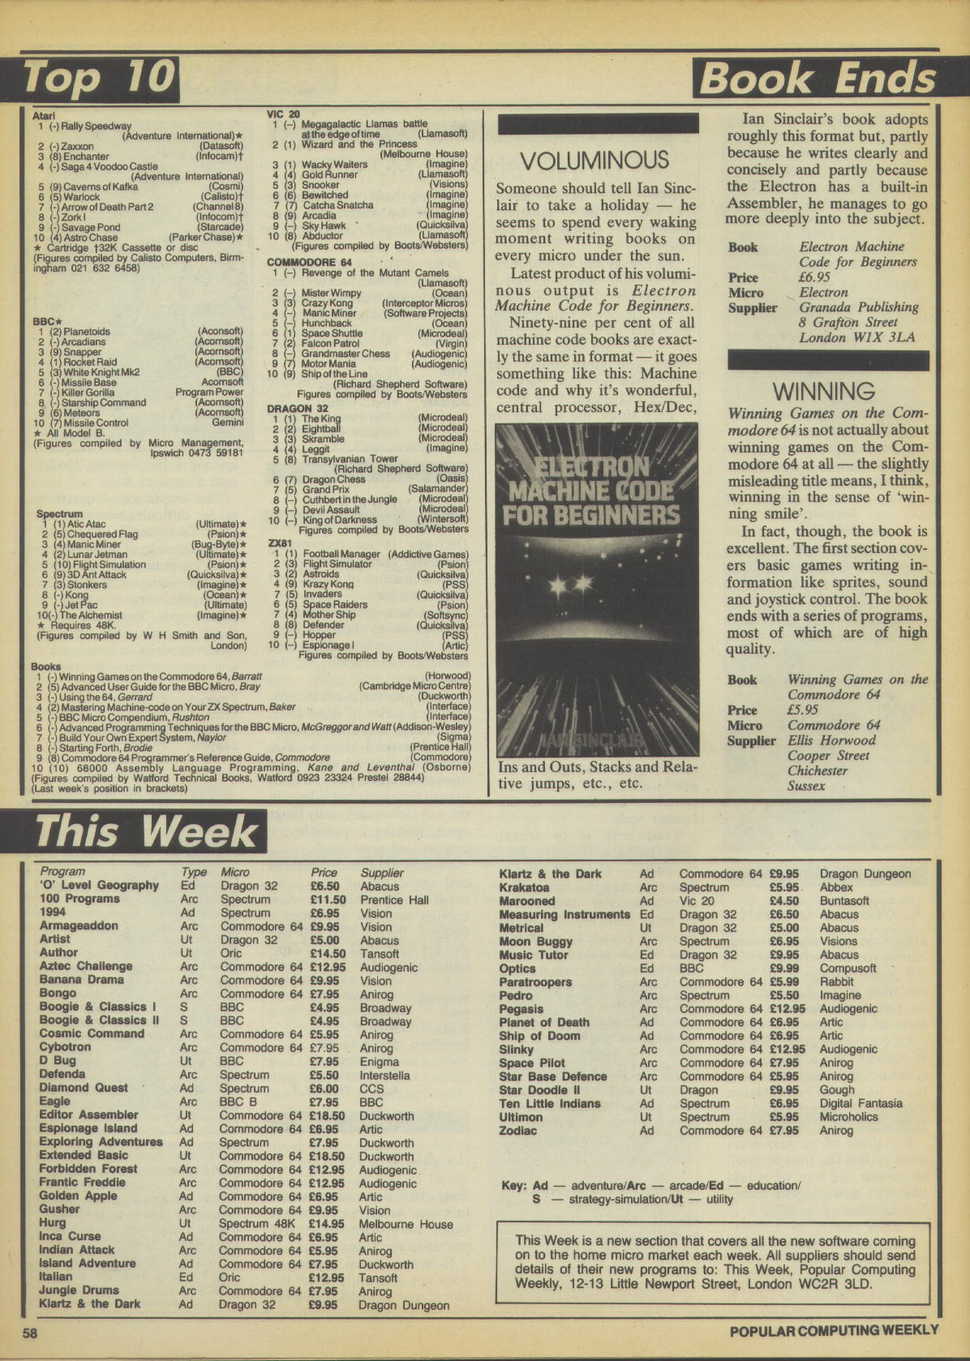 Top 10
Atari
1 (-) Rally Speedway
(Adventure International)★
2 (-) Zaxxon (Datasoft)
3 (8) Enchanter (Infocam)†
4 (-) Saga 4 Voodoo Castle
(Adventure International)
5 (9) Caverns of Kafka (Cosmi)
6 (5) Warlock (Calisto)†
7 (-) Arrow of Death Part 2 (Channel 8)
8 (-) Zork I (Infocom)†
9 (-) Savage Pond (Starcade)
10 (4) Astro Chase (Parker Chase)★
★ Cartridge †32K Cassette or disc
(Figures compiled by Calisto Computers, Birm-
ingham 021 632 6458)
BBC★
1 (2) Planetoids (Acornsoft)
2 (-) Arcadians (Acornsoft)
3 (9) Snapper (Acornsoft)
4 (1) Rocket Raid (Acornsoft)
5 (3) White Knight Mk2 (BBC)
6 (-) Missile Base Acornsoft
7 (-) Killer Gorilla Program Power
8 (-) Starship Command (Acornsoft)
9 (6) Meteors (Acornsoft)
10 (7) Missile Control Gemini
★ All Model B.
(Figures compiled by Micro Management,
Ipswich 0473 59181
Spectrum
1 (1) Atic Atac (Ultimate)★
2 (5) Chequered Flag (Psion)★
3 (4) Manic Miner (Bug-Byte)★
4 (2) Lunar Jetman (Ultimate)★
5 (10) Flight Simulation (Psion)★
6 (9) 3D Ant Attack (Quicksilva)★
7 (3) Stonkers (Imagine)★
8 (-) Kong (Ocean)★
9 (-) Jet Pac (Ultimate)
10(-) The Alchemist (Imagine)★
★ Requires 48K.
(Figures compiled by W H Smith and Son,
London)
VIC 20
1 (–) Megagalactic Llamas battle
at the edge of time (Llamasoft)
2 (1) Wizard and the Princess
(Melbourne House)
3 (1) Wacky Waiters (Imagine)
4 (4) Gold Runner (Llamasoft)
5 (3) Snooker (Visions)
6 (6) Bewitched (Imagine)
7 (7) Catcha Snatcha (Imagine)
8 (9) Arcadia (Imagine)
9 (–) Sky Hawk (Quicksilva)
10 (8) Abductor (Llamasoft)
(Figures compiled by Boots/Websters)
COMMODORE 64
1 (–) Revenge of the Mutant Camels
(Llamasoft)
2 (–) Mister Wimpy (Ocean)
3 (3) Crazy Kong (Interceptor Micros)
4 (–) Manic Miner (Software Projects)
5 (–) Hunchback (Ocean)
6 (1) Space Shuttle (Microdeal)
7 (2) Falcon Patrol (Virgin)
8 (–) Grandmaster Chess (Audiogenic)
9 (7) Motor Mania (Audiogenic)
10 (9) Ship of the Line
(Richard Shepherd Software)
Figures compiled by Boots/Websters
DRAGON 32
1 (1) The King (Microdeal)
2 (2) Eightball (Microdeal)
3 (3) Skramble (Microdeal)
4 (4) Leggit (Imagine)
5 (8) Transylvanian Tower
(Richard Shepherd Software)
6 (7) Dragon Chess (Oasis)
7 (5) Grand Prix (Salamander)
8 (–) Cuthbert in the Jungle (Microdeal)
9 (–) Devil Assault (Microdeal)
10 (–) King of Darkness (Wintersoft)
Figures compiled by Boots/Websters
ZX81
1 (1) Football Manager (Addictive Games)
2 (3) Flight Simulator (Psion)
3 (2) Astroids (Quicksilva)
4 (9) Krazy Kong (PSS)
7 (5) Invaders (Quicksilva)
6 (5) Space Raiders (Psion)
7 (4) Mother Ship (Softsync)
8 (8) Defender (Quicksilva)
9 (–) Hopper (PSS)
10 (–) Espionage I (Artic)
Figures compiled by Boots/Websters
Books
1 (-) Winning Games on the Commodore 64, Barratt (Horwood)
2 (5) Advanced User Guide for the BBC Micro, Bray (Cambridge Micro Centre)
3 (-) Using the 64, Gerrard (Duckworth)
4 (2) Mastering Machine-code on Your ZX Spectrum, Baker (Interface)
5 (-) BBC Micro Compendium, Rushton (Interface)
6 (-) Advanced Programming Techniques for the BBC Micro, McGreggor and Watt (Addison-Wesley)
7 (-) Build Your Own Expert System, Naylor (Sigma)
8 (-) Starting Forth, Brodie (Prentice Hall)
9 (8) Commodore 64 Programmer's Reference Guide, Commodore (Commodore)
10 (10) 68000 Assembly Language Programming, Kane and Leventhal (Osborne)
(Figures compiled by Watford Technical Books, Watford 0923 23324 Prestel 28844)
(Last week's position in brackets)
Book Ends
VOLUMINOUS
Someone should tell Ian Sinc-
lair to take a holiday — he
seems to spend every waking
moment writing books on
every micro under the sun.
Latest product of his volumi-
nous output is Electron
Machine Code for Beginners.
Ninety-nine per cent of all
machine code books are exact-
ly the same in format — it goes
something like this: Machine
code and why it's wonderful,
central processor, Hex/Dec,
ELECTRON
MACHINE CODE
FOR BEGINNERS
IAN SINCLAIR
Ins and Outs, Stacks and Rela-
tive jumps, etc., etc.
Ian Sinclair's book adopts
roughly this format but, partly
because he writes clearly and
concisely and partly because
the Electron has a built-in
Assembler, he manages to go
more deeply into the subject.
Book Electron Machine
Code for Beginners
Price £6.95
Micro Electron
Supplier Granada Publishing
8 Grafton Street
London W1X 3LA
WINNING
Winning Games on the Com-
modore 64 is not actually about
winning games on the Com-
modore 64 at all — the slightly
misleading title means, I think,
winning in the sense of 'win-
ning smile'.
In fact, though, the book is
excellent. The first section cov-
ers basic games writing in-
formation like sprites, sound
and joystick control. The book
ends with a series of programs,
most of which are of high
quality.
Book Winning Games on the
Commodore 64
Price £5.95
Micro Commodore 64
Supplier Ellis Horwood
Cooper Street
Chichester
Sussex
This Week
Program Type Micro Price Supplier
'O' Level Geography Ed Dragon 32 £6.50 Abacus
100 Programs Arc Spectrum £11.50 Prentice Hall
1994 Ad Spectrum £6.95 Vision
Armageddon Arc Commodore 64 £9.95 Vision
Artist Ut Dragon 32 £5.00 Abacus
Author Ut Oric £14.50 Tansoft
Aztec Challenge Arc Commodore 64 £12.95 Audiogenic
Banana Drama Arc Commodore 64 £9.95 Vision
Bongo Arc Commodore 64 £7.95 Anirog
Boogie & Classics I S BBC £4.95 Broadway
Boogie & Classics II S BBC £4.95 Broadway
Cosmic Command Arc Commodore 64 £5.95 Anirog
Cybotron Arc Commodore 64 £7.95 Anirog
D Bug Ut BBC £7.95 Enigma
Defenda Arc Spectrum £5.50 Interstella
Diamond Quest Ad Spectrum £6.00 CCS
Eagle Arc BBC B £7.95 BBC
Editor Assembler Ut Commodore 64 £18.50 Duckworth
Espionage Island Ad Commodore 64 £6.95 Artic
Exploring Adventures Ad Spectrum £7.95 Duckworth
Extended Basic Ut Commodore 64 £18.50 Duckworth
Forbidden Forest Arc Commodore 64 £12.95 Audiogenic
Frantic Freddie Arc Commodore 64 £12.95 Audiogenic
Golden Apple Ad Commodore 64 £6.95 Artic
Gusher Arc Commodore 64 £9.95 Vision
Hurg Ut Spectrum 48K £14.95 Melbourne House
Inca Curse Ad Commodore 64 £6.95 Artic
Indian Attack Arc Commodore 64 £5.95 Anirog
Island Adventure Ad Commodore 64 £7.95 Duckworth
Italian Ed Oric £12.95 Tansoft
Jungle Drums Arc Commodore 64 £7.95 Anirog
Klartz & the Dark Ad Dragon 32 £9.95 Dragon Dungeon
Klartz & the Dark Ad Commodore 64 £9.95 Dragon Dungeon
Krakatoa Arc Spectrum £5.95 Abbex
Marooned Ad Vic 20 £4.50 Buntasoft
Measuring Instruments Ed Dragon 32 £6.50 Abacus
Metrical Ut Dragon 32 £5.00 Abacus
Moon Buggy Arc Spectrum £6.95 Visions
Music Tutor Ed Dragon 32 £9.95 Abacus
Optics Ed BBC £9.99 Compusoft
Paratroopers Arc Commodore 64 £5.99 Rabbit
Pedro Arc Spectrum £5.50 Imagine
Pegasis Arc Commodore 64 £12.95 Audiogenic
Planet of Death Ad Commodore 64 £6.95 Artic
Ship of Doom Ad Commodore 64 £6.95 Artic
Slinky Arc Commodore 64 £12.95 Audiogenic
Space Pilot Arc Commodore 64 £7.95 Anirog
Star Base Defence Arc Commodore 64 £5.95 Anirog
Star Doodle II Ut Dragon £9.95 Gough
Ten Little Indians Ad Spectrum £6.95 Digital Fantasia
Ultimon Ut Spectrum £5.95 Microholics
Zodiac Ad Commodore 64 £7.95 Anirog
Key: Ad — adventure/Arc — arcade/Ed — education/
S — strategy-simulation/Ut — utility
This Week is a new section that covers all the new software coming
on to the home micro market each week. All suppliers should send
details of their new programs to: This Week, Popular Computing
Weekly, 12-13 Little Newport Street, London WC2R 3LD.
58
POPULAR COMPUTING WEEKLY